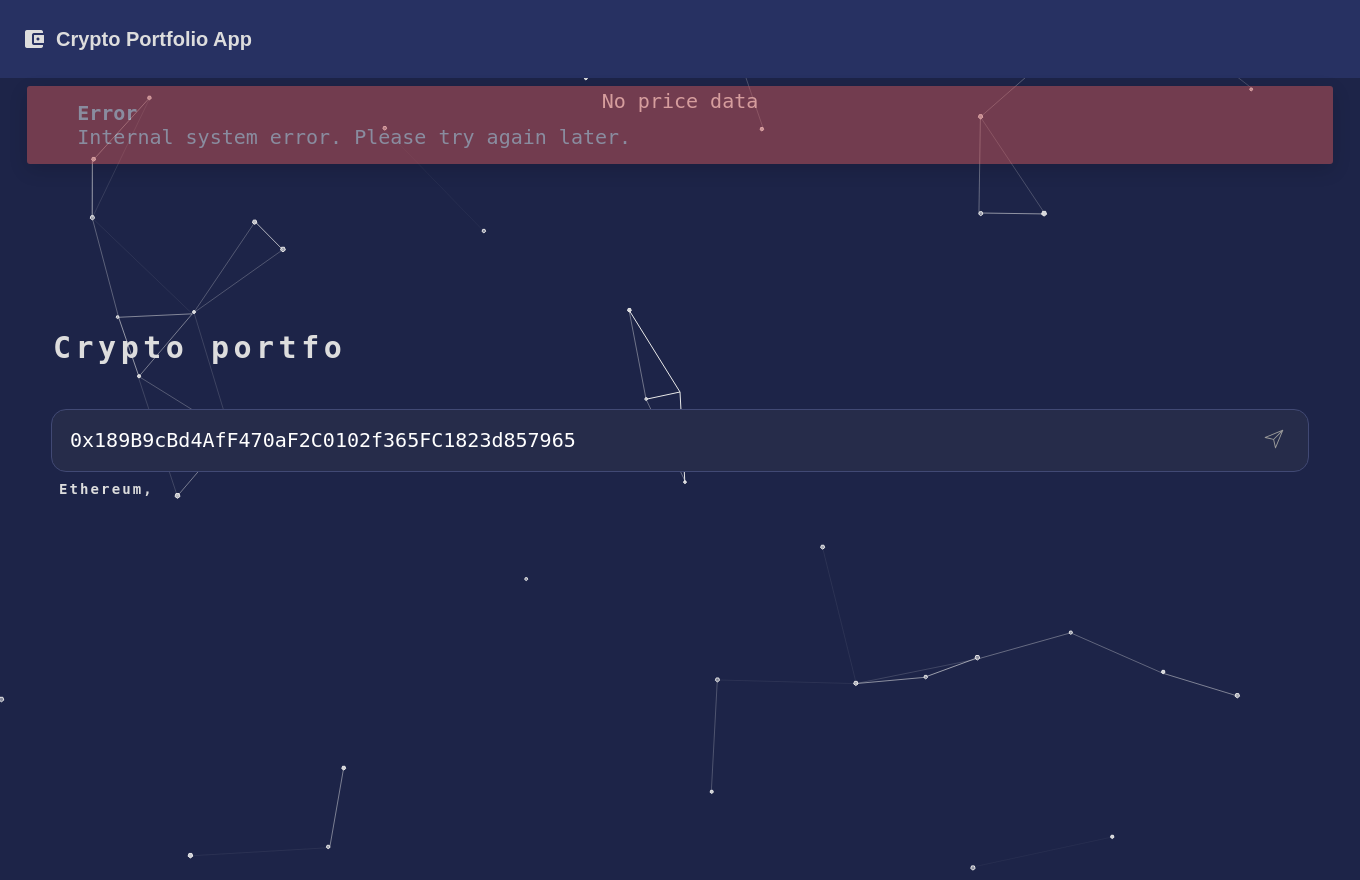 Crypto Portfolio App
No price data
Error
Internal system error. Please try again later.
Crypto portfo
0x189B9cBd4AfF470aF2C0102f365FC1823d857965
Ethereum,